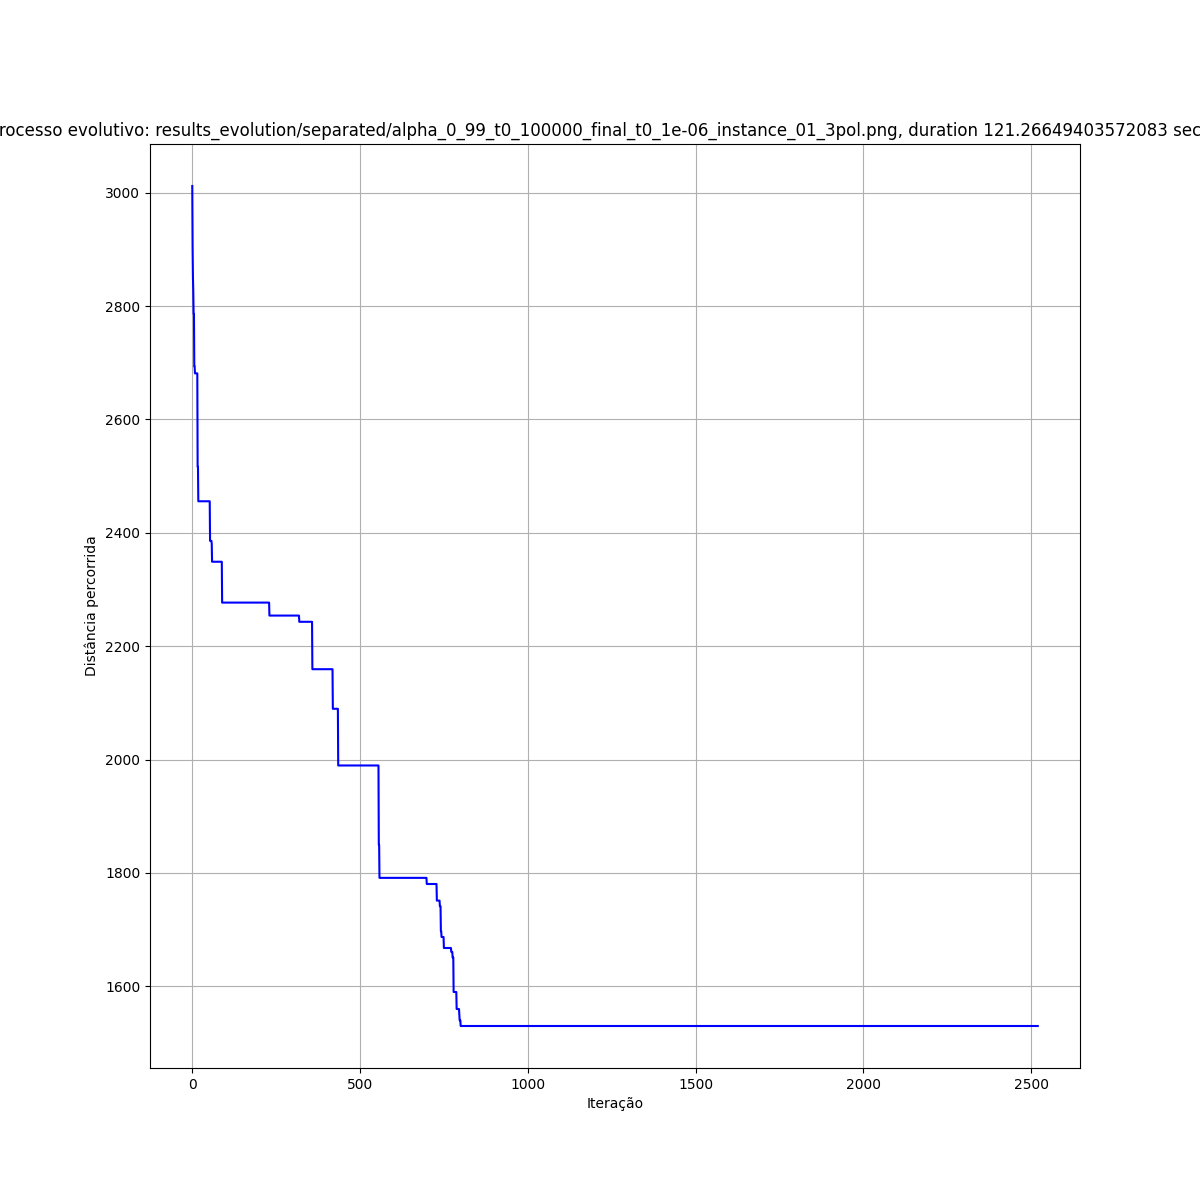 rocesso evolutivo: results_evolution/separated/alpha_0_99_t0_100000_final_t0_1e-06_instance_01_3pol.png, duration 121.26649403572083 sec
3000
2800
2600
2400
2200
2000
1800
1600
Distância percorrida
0 500 1000 1500 2000 2500
Iteração